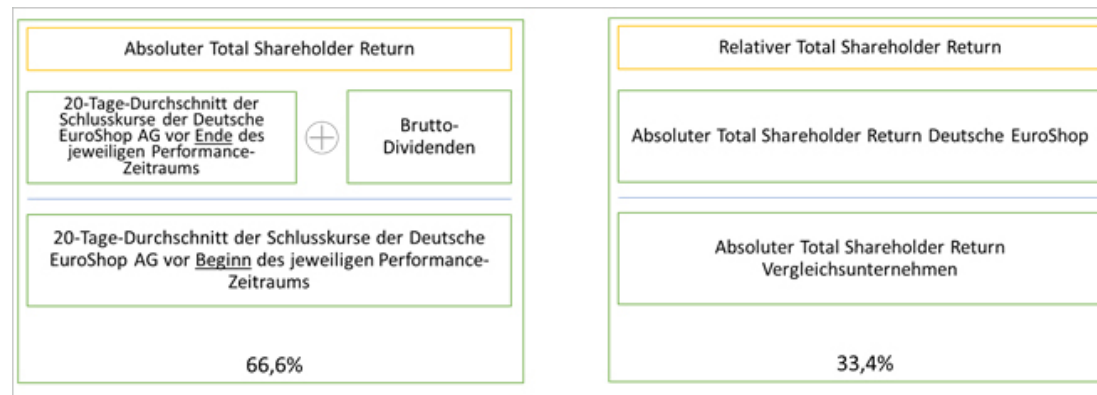 Absoluter Total Shareholder Return
20-Tage-Durchschnitt der
Schlusskurse der Deutsche
EuroShop AG vor Ende des
jeweiligen Performance-
Zeitraums
Brutto-
Dividenden
20-Tage-Durchschnitt der Schlusskurse der Deutsche
EuroShop AG vor Beginn des jeweiligen Performance-
Zeitraums
66,6%
Relativer Total Shareholder Return
Absoluter Total Shareholder Return Deutsche EuroShop
Absoluter Total Shareholder Return
Vergleichsunternehmen
33,4%